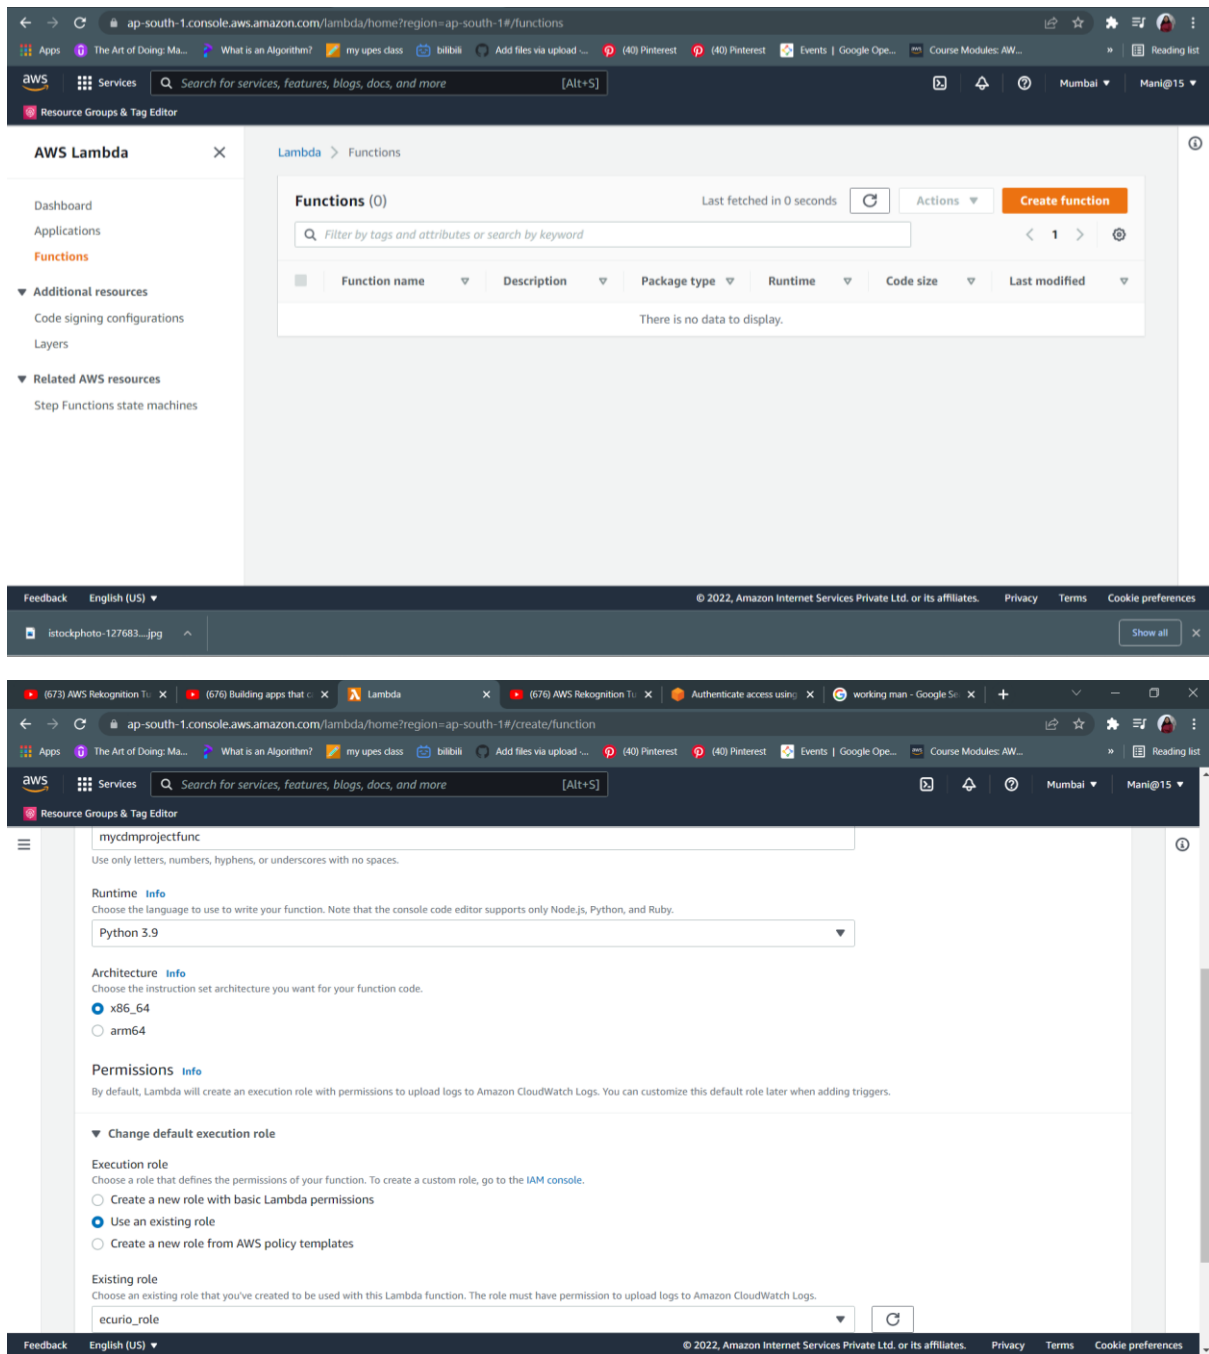 ap-south-1.console.aws.amazon.com/lambda/home?region=ap-south-1#/functions
Apps The Art of Doing: Ma... What is an Algorithm? my upes class bilibili Add files via upload ·... (40) Pinterest (40) Pinterest Events | Google Ope... Course Modules: AW... » Reading list
aws Services Search for services, features, blogs, docs, and more [Alt+S] Mumbai ▼ Mani@15 ▼
Resource Groups & Tag Editor
AWS Lambda
Lambda > Functions
Dashboard
Applications
Functions
Additional resources
Code signing configurations
Layers
Related AWS resources
Step Functions state machines
Functions (0) Last fetched in 0 seconds Actions ▼ Create function
Filter by tags and attributes or search by keyword < 1 >
Function name Description Package type Runtime Code size Last modified
There is no data to display.
Feedback English (US) ▼ © 2022, Amazon Internet Services Private Ltd. or its affiliates. Privacy Terms Cookie preferences
istockphoto-127683....jpg Show all
(673) AWS Rekognition Tu (676) Building apps that c Lambda (676) AWS Rekognition Tu Authenticate access using working man - Google Se
ap-south-1.console.aws.amazon.com/lambda/home?region=ap-south-1#/create/function
Apps The Art of Doing: Ma... What is an Algorithm? my upes class bilibili Add files via upload ·... (40) Pinterest (40) Pinterest Events | Google Ope... Course Modules: AW... » Reading list
aws Services Search for services, features, blogs, docs, and more [Alt+S] Mumbai ▼ Mani@15 ▼
Resource Groups & Tag Editor
mycdmprojectfunc
Use only letters, numbers, hyphens, or underscores with no spaces.
Runtime Info
Choose the language to use to write your function. Note that the console code editor supports only Node.js, Python, and Ruby.
Python 3.9
Architecture Info
Choose the instruction set architecture you want for your function code.
x86_64
arm64
Permissions Info
By default, Lambda will create an execution role with permissions to upload logs to Amazon CloudWatch Logs. You can customize this default role later when adding triggers.
Change default execution role
Execution role
Choose a role that defines the permissions of your function. To create a custom role, go to the IAM console.
Create a new role with basic Lambda permissions
Use an existing role
Create a new role from AWS policy templates
Existing role
Choose an existing role that you've created to be used with this Lambda function. The role must have permission to upload logs to Amazon CloudWatch Logs.
ecurio_role
Feedback English (US) ▼ © 2022, Amazon Internet Services Private Ltd. or its affiliates. Privacy Terms Cookie preferences